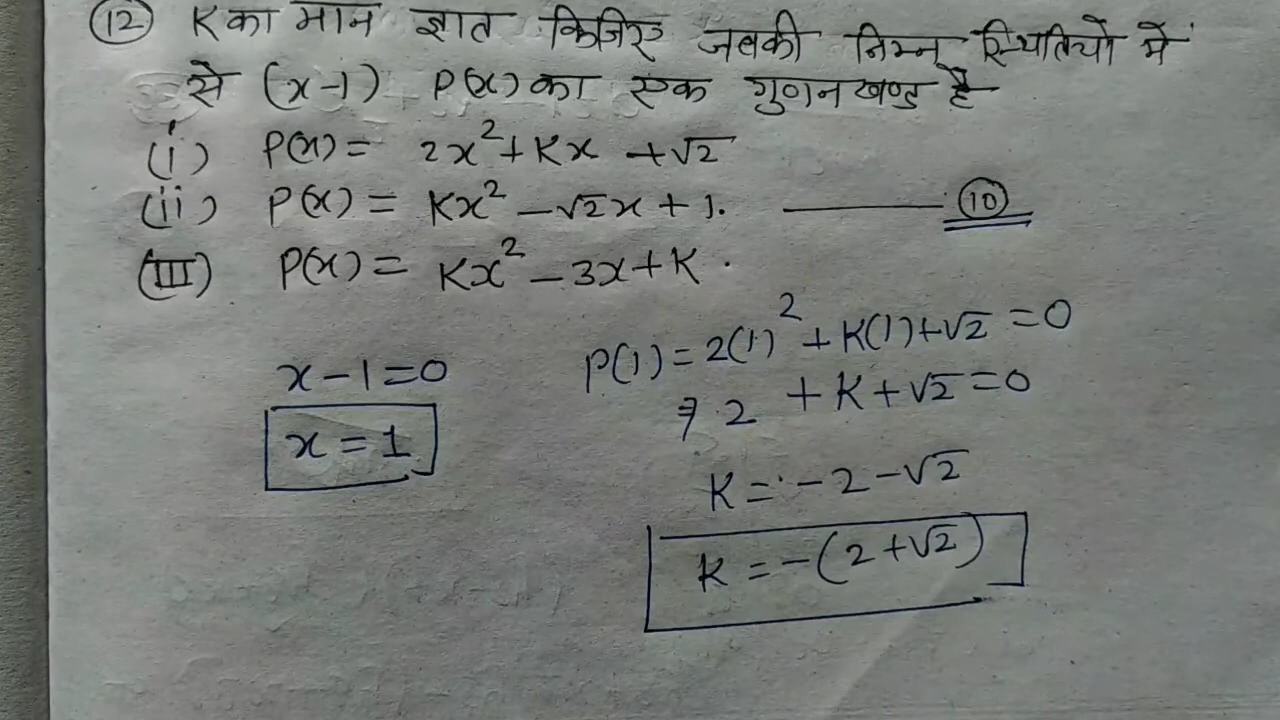 (12) K का मान ज्ञात किजिए जबकी निम्न स्थितियो में
से (x-1) P(x) का एक गुणनखण्ड है
(i) P(x) = 2x²+Kx +√2
(ii) P(x) = Kx² -√2x+1. (10)
(III) P(x) = Kx² -3x+K.
P(1) = 2(1)² + K(1)+√2 = 0
x-1=0
⇒ 2 + K + √2 = 0
x = 1
K = -2-√2
K = -(2+√2)